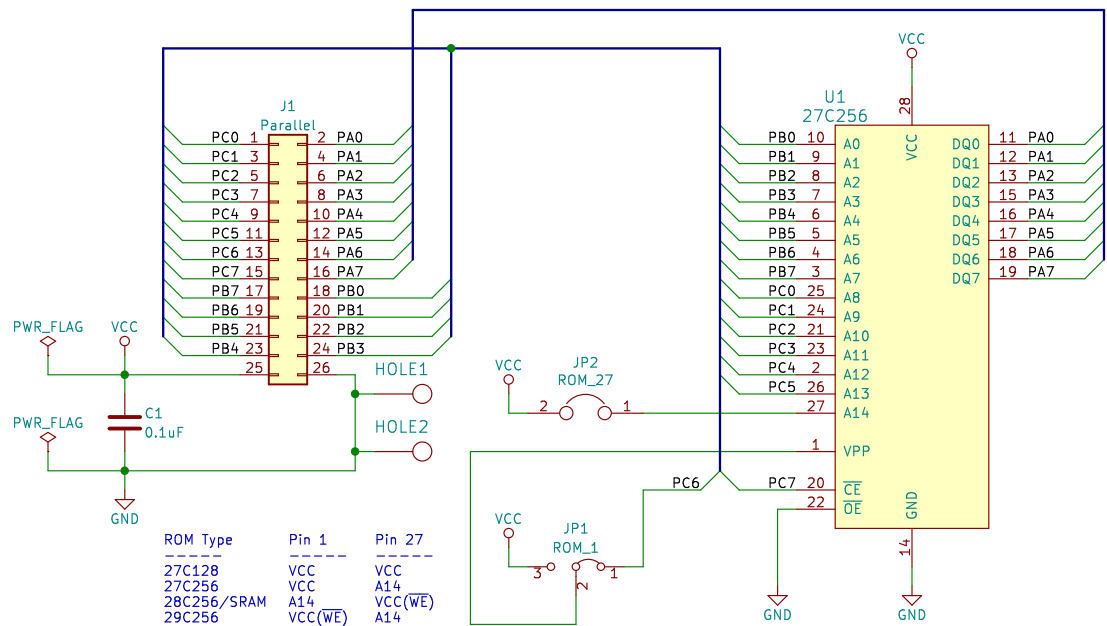 VCC
J1
Parallel
U1
27C256
28
VCC
PC0 1 2 PA0
PC1 3 4 PA1
PC2 5 6 PA2
PC3 7 8 PA3
PC4 9 10 PA4
PC5 11 12 PA5
PC6 13 14 PA6
PC7 15 16 PA7
PB7 17 18 PB0
PB6 19 20 PB1
PB5 21 22 PB2
PB4 23 24 PB3
25 26
PB0 10 A0 DQ0 11 PA0
PB1 9 A1 DQ1 12 PA1
PB2 8 A2 DQ2 13 PA2
PB3 7 A3 DQ3 15 PA3
PB4 6 A4 DQ4 16 PA4
PB5 5 A5 DQ5 17 PA5
PB6 4 A6 DQ6 18 PA6
PB7 3 A7 DQ7 19 PA7
PC0 25 A8
PC1 24 A9
PC2 21 A10
PC3 23 A11
PC4 2 A12
PC5 26 A13
27 A14
1 VPP
PC7 20 CE
22 OE
GND
14
GND
GND
PWR_FLAG
VCC
HOLE1
C1
0.1uF
PWR_FLAG
HOLE2
GND
VCC
JP2
ROM_27
2 1
PC6
VCC
JP1
ROM_1
3 2 1
ROM Type Pin 1 Pin 27
------ ------ ------
27C128 VCC VCC
27C256 VCC A14
28C256/SRAM A14 VCC(WE)
29C256 VCC(WE) A14